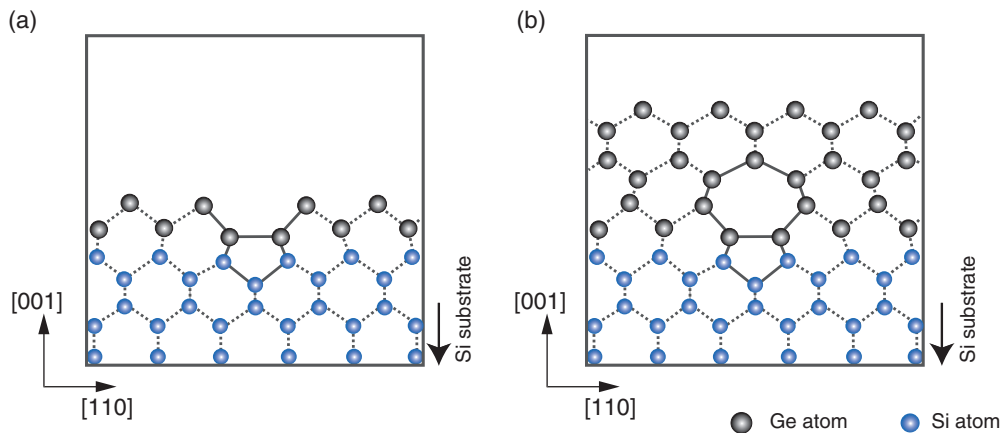 (a)
(b)
[001]
[110]
Si substrate
[001]
[110]
Si substrate
Ge atom
Si atom